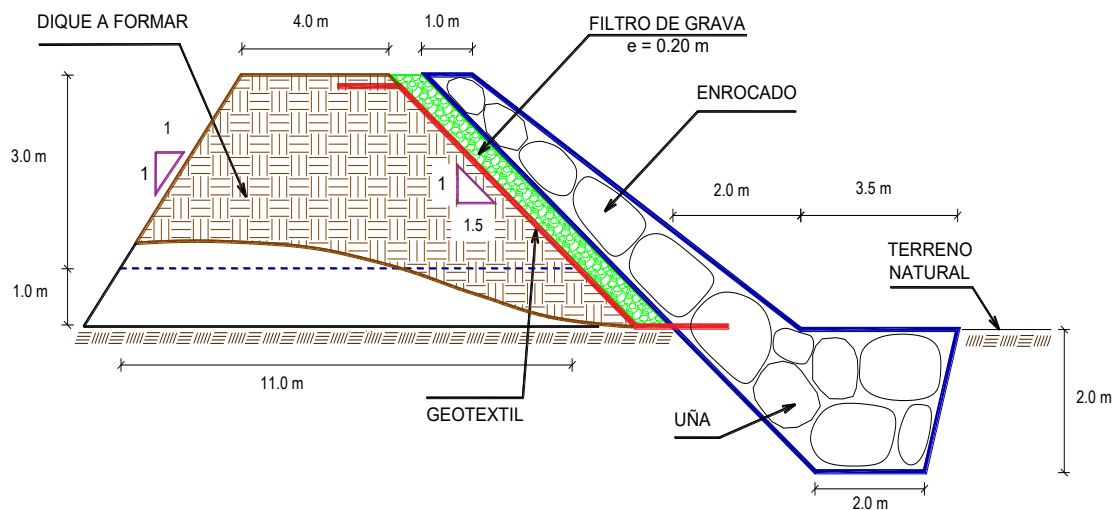 DIQUE A FORMAR
4.0 m
1.0 m
FILTRO DE GRAVA
e = 0.20 m
ENROCADO
1
1
3.0 m
1
1.5
2.0 m
3.5 m
TERRENO
NATURAL
1.0 m
11.0 m
GEOTEXTIL
UÑA
2.0 m
2.0 m